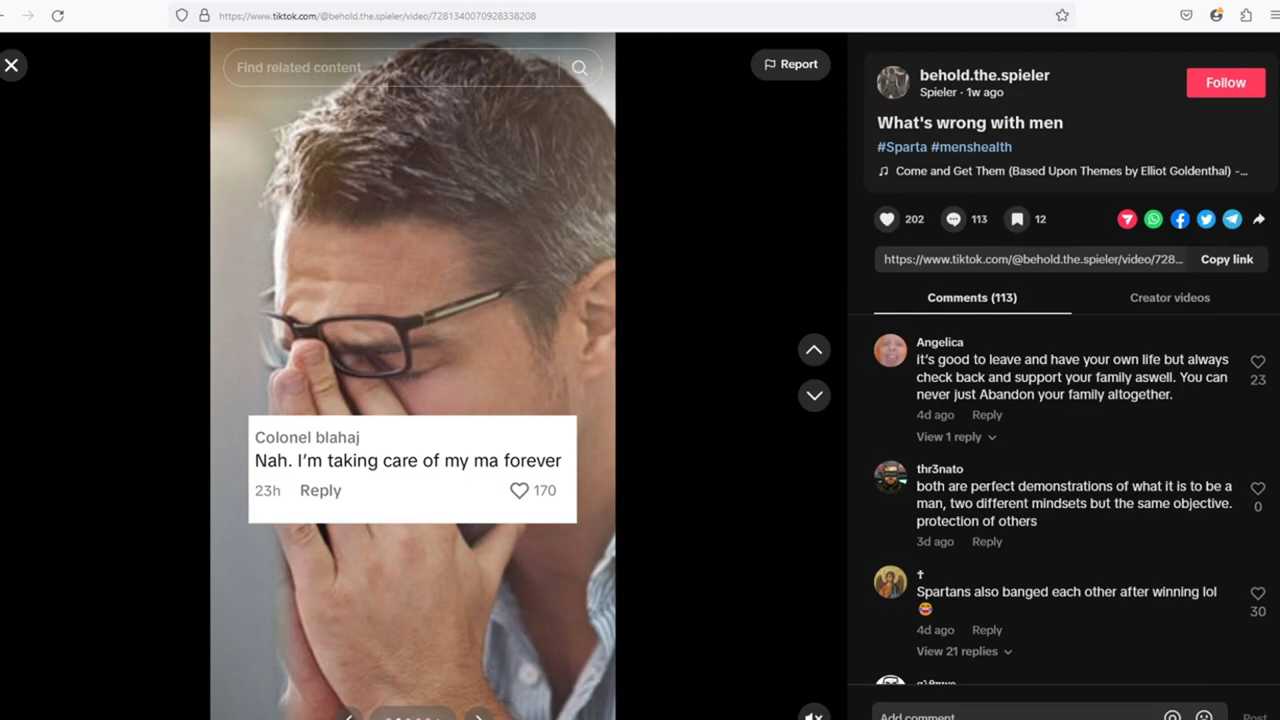 https://www.tiktok.com/@behold.the.spieler/video/7281340070928338208
Find related content
Report
Colonel blahaj
Nah. I'm taking care of my ma forever
23h Reply 170
behold.the.spieler
Spieler · 1w ago
Follow
What's wrong with men
#Sparta #menshealth
Come and Get Them (Based Upon Themes by Elliot Goldenthal) -...
202 113 12
https://www.tiktok.com/@behold.the.spieler/video/728...
Copy link
Comments (113)
Creator videos
Angelica
it's good to leave and have your own life but always
check back and support your family aswell. You can
never just Abandon your family altogether.
23
4d ago Reply
View 1 reply
thr3nato
both are perfect demonstrations of what it is to be a
man, two different mindsets but the same objective.
protection of others
0
3d ago Reply
Spartans also banged each other after winning lol
30
4d ago Reply
View 21 replies
Add comment...